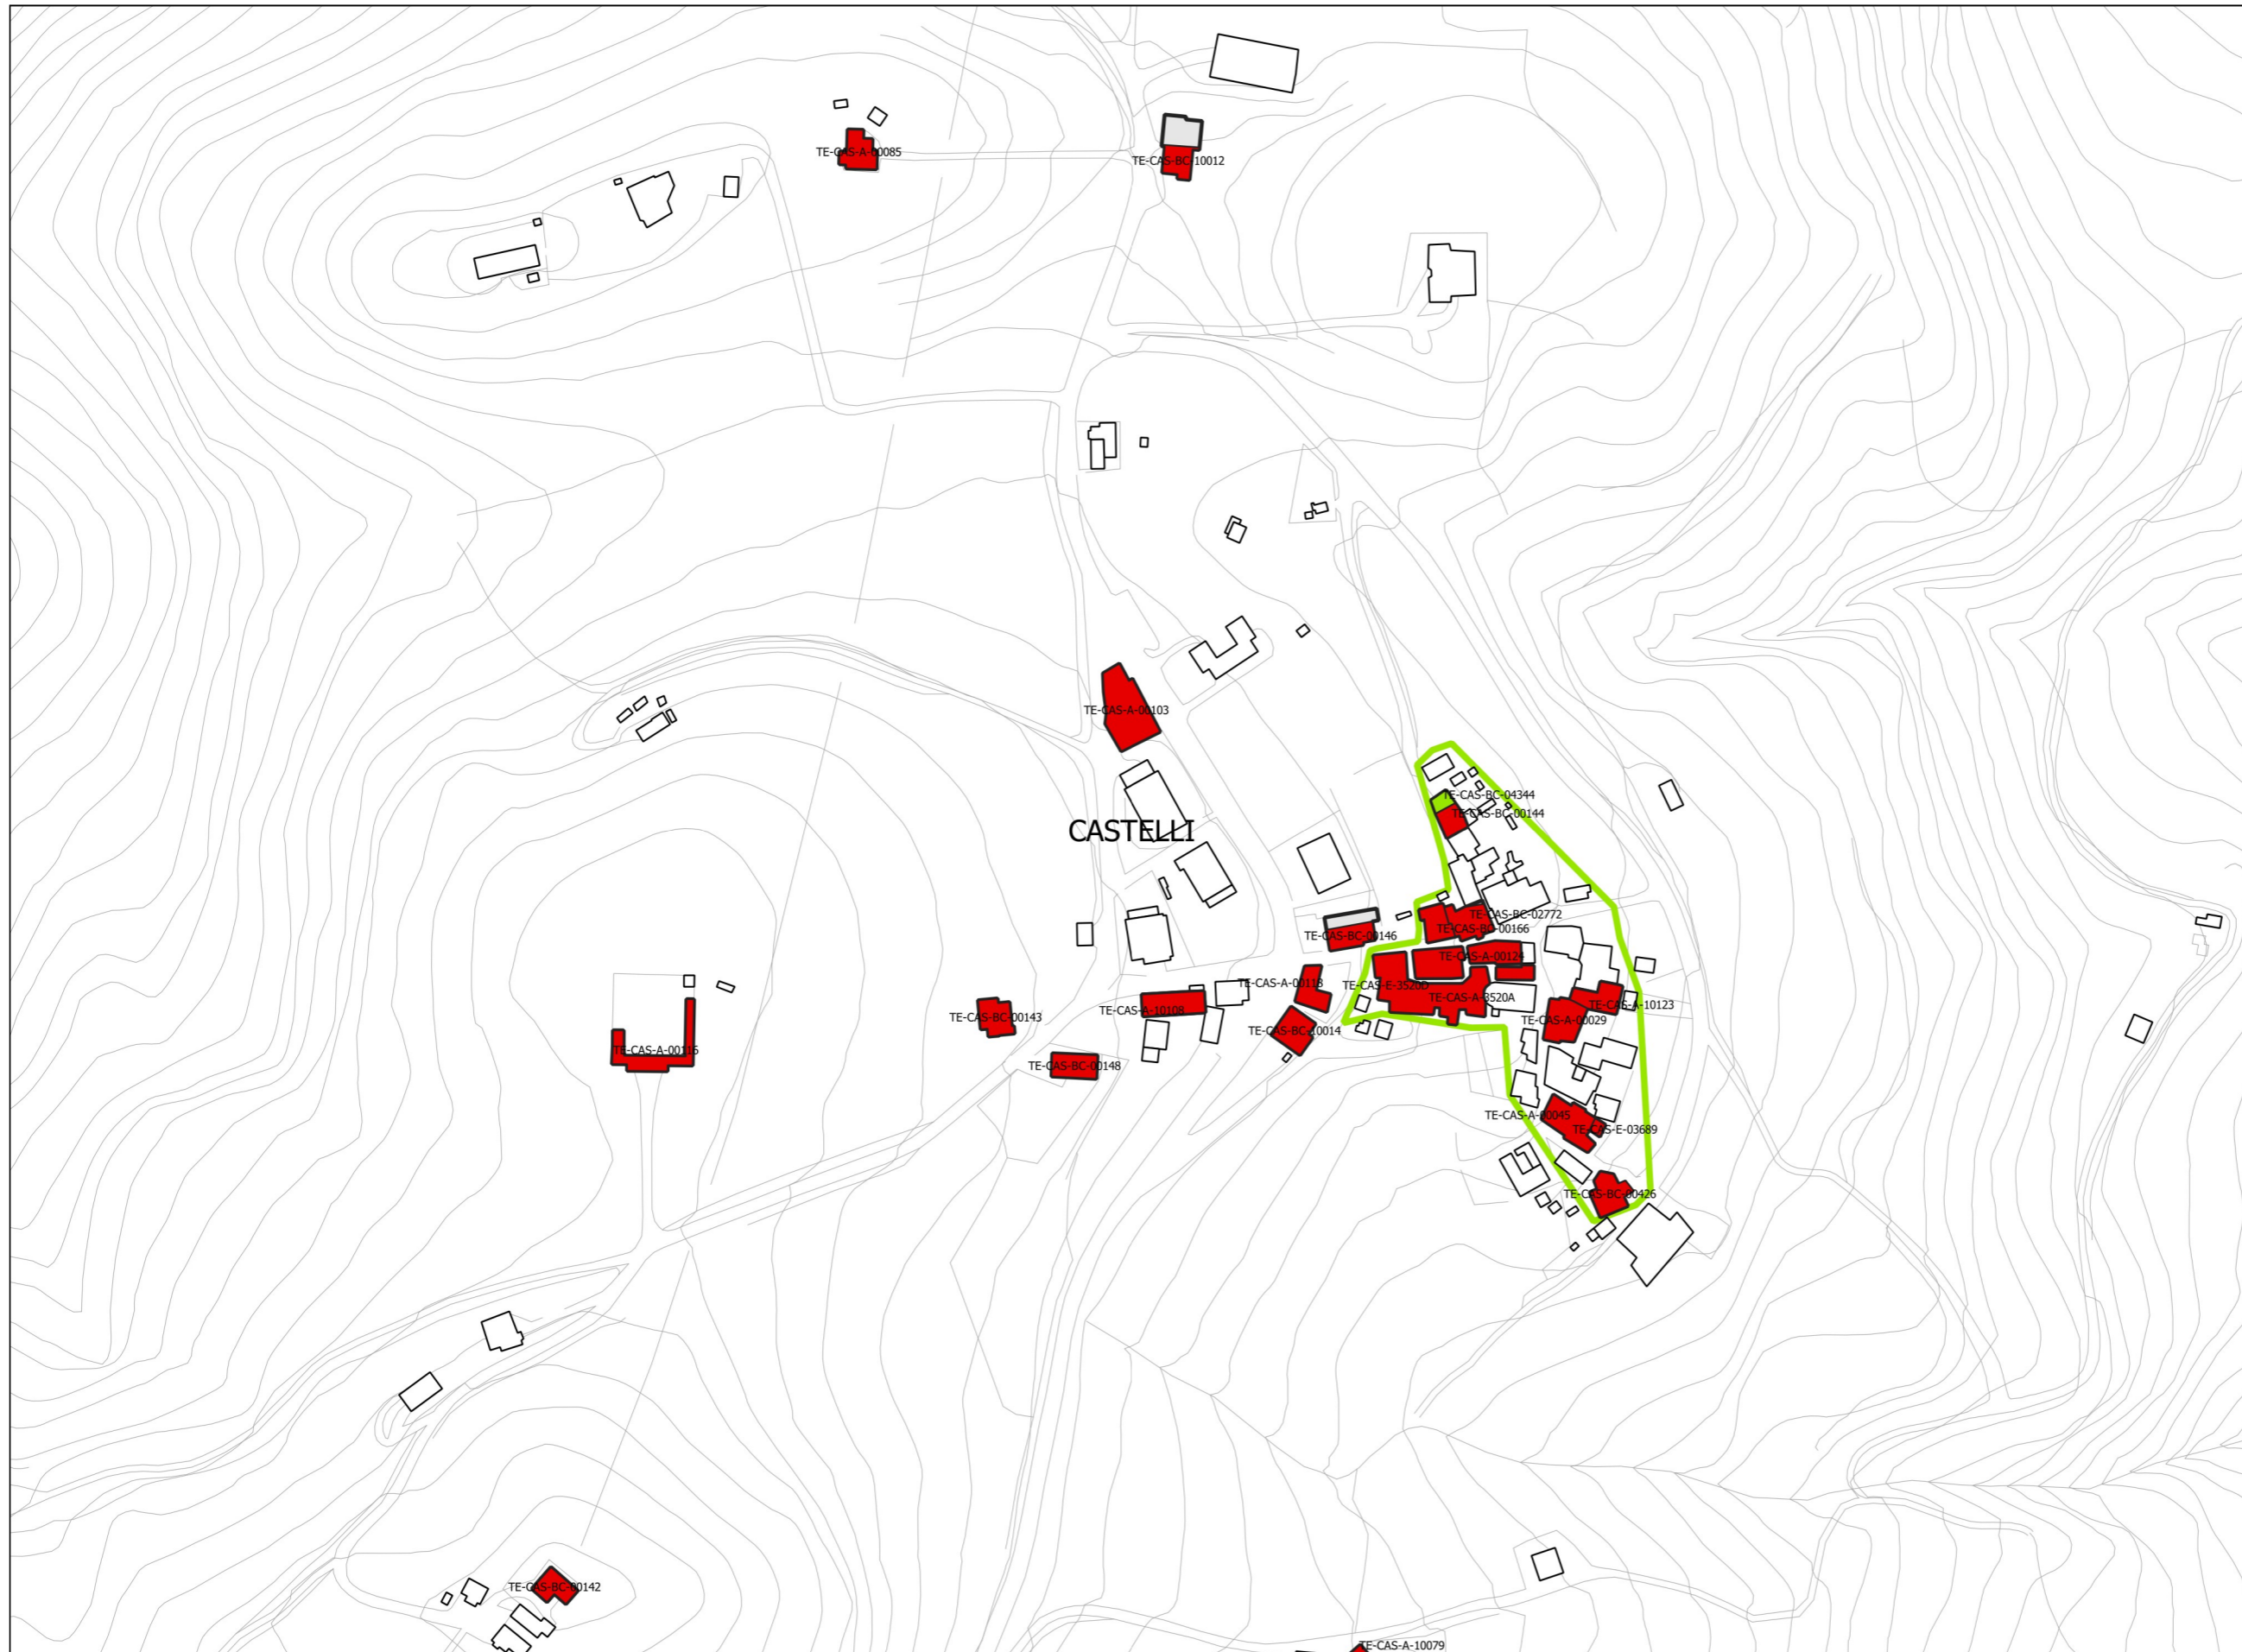 TE-CAS-A-00085
TE-CAS-BC-10012
TE-CAS-A-00103
TE-CAS-BC-04344
TE-CAS-BC-00144
CASTELLI
TE-CAS-BC-02772
TE-CAS-BC-00166
TE-CAS-BC-00146
TE-CAS-A-00124
TE-CAS-A-00118
TE-CAS-E-3520D
TE-CAS-A-3520A
TE-CAS-A-10123
TE-CAS-A-10108
TE-CAS-BC-00143
TE-CAS-A-00029
TE-CAS-BC-10014
TE-CAS-A-00116
TE-CAS-BC-00148
TE-CAS-A-00045
TE-CAS-E-03689
TE-CAS-BC-00426
TE-CAS-BC-00142
TE-CAS-A-10079